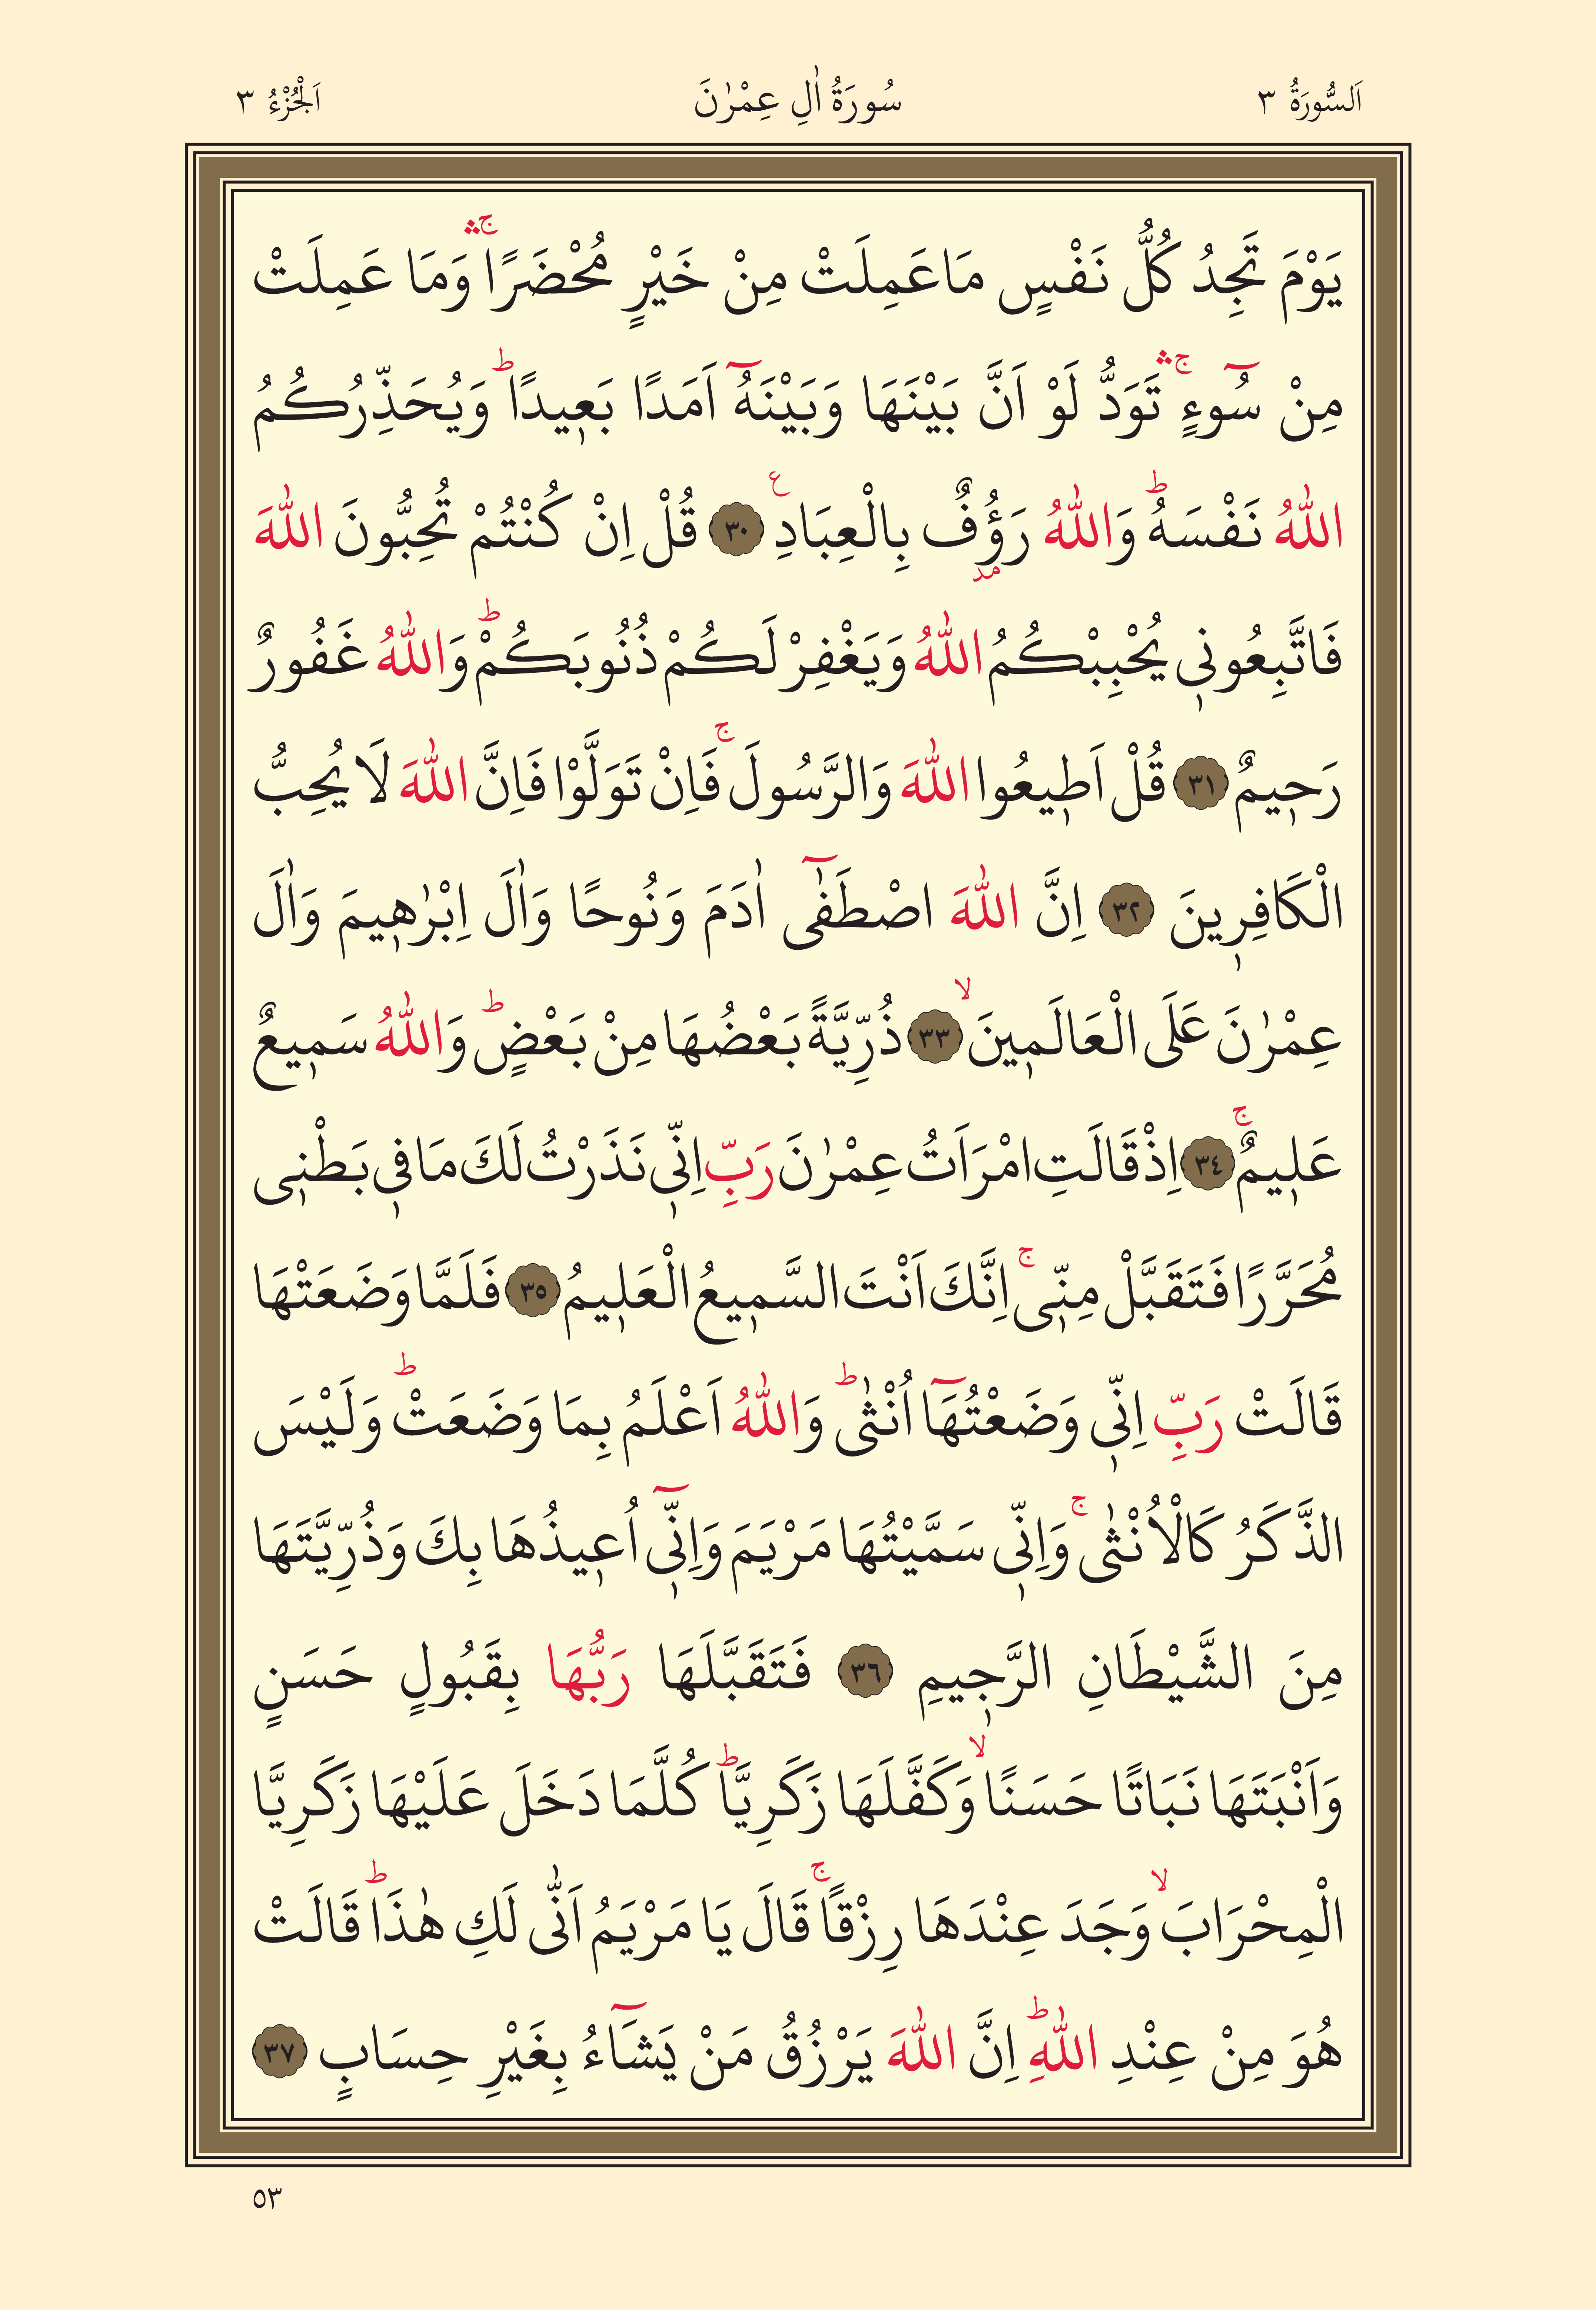 اَلسُّورَةُ ٣ سُورَةُ اٰلِ عِمْرٰنَ اَلْجُزْءُ ٣
يَوْمَ تَجِدُ كُلُّ نَفْسٍ مَاعَمِلَتْ مِنْ خَيْرٍ مُحْضَرًاۚۛ وَمَا عَمِلَتْ
مِنْ سُٓوءٍۚۛ تَوَدُّ لَوْ اَنَّ بَيْنَهَا وَبَيْنَهُٓ اَمَدًا بَع۪يدًاۜ وَيُحَذِّرُكُمُ
اللّٰهُ نَفْسَهُۜ وَاللّٰهُ رَؤُ۫فٌ بِالْعِبَادِ۟ ﴿٣٠﴾ قُلْ اِنْ كُنْتُمْ تُحِبُّونَ اللّٰهَ
فَاتَّبِعُون۪ي يُحْبِبْكُمُ اللّٰهُ وَيَغْفِرْ لَكُمْ ذُنُوبَكُمْۜ وَاللّٰهُ غَفُورٌ
رَح۪يمٌ ﴿٣١﴾ قُلْ اَط۪يعُوا اللّٰهَ وَالرَّسُولَۚ فَاِنْ تَوَلَّوْا فَاِنَّ اللّٰهَ لَا يُحِبُّ
الْكَافِر۪ينَ ﴿٣٢﴾ اِنَّ اللّٰهَ اصْطَفٰٓى اٰدَمَ وَنُوحًا وَاٰلَ اِبْرٰه۪يمَ وَاٰلَ
عِمْرٰنَ عَلَى الْعَالَم۪ينَۙ ﴿٣٣﴾ ذُرِّيَّةً بَعْضُهَا مِنْ بَعْضٍۜ وَاللّٰهُ سَم۪يعٌ
عَل۪يمٌۚ ﴿٣٤﴾ اِذْ قَالَتِ امْرَاَتُ عِمْرٰنَ رَبِّ اِنّ۪ي نَذَرْتُ لَكَ مَا ف۪ي بَطْن۪ي
مُحَرَّرًا فَتَقَبَّلْ مِنّ۪يۚ اِنَّكَ اَنْتَ السَّم۪يعُ الْعَل۪يمُ ﴿٣٥﴾ فَلَمَّا وَضَعَتْهَا
قَالَتْ رَبِّ اِنّ۪ي وَضَعْتُهَٓا اُنْثٰىۜ وَاللّٰهُ اَعْلَمُ بِمَا وَضَعَتْۜ وَلَيْسَ
الذَّكَرُ كَالْاُنْثٰىۚ وَاِنّ۪ي سَمَّيْتُهَا مَرْيَمَ وَاِنّ۪ٓي اُع۪يذُهَا بِكَ وَذُرِّيَّتَهَا
مِنَ الشَّيْطَانِ الرَّج۪يمِ ﴿٣٦﴾ فَتَقَبَّلَهَا رَبُّهَا بِقَبُولٍ حَسَنٍ
وَاَنْبَتَهَا نَبَاتًا حَسَنًاۙ وَكَفَّلَهَا زَكَرِيَّاۜ كُلَّمَا دَخَلَ عَلَيْهَا زَكَرِيَّا
الْمِحْرَابَۙ وَجَدَ عِنْدَهَا رِزْقًاۚ قَالَ يَا مَرْيَمُ اَنّٰى لَكِ هٰذَاۜ قَالَتْ
هُوَ مِنْ عِنْدِ اللّٰهِۜ اِنَّ اللّٰهَ يَرْزُقُ مَنْ يَشَٓاءُ بِغَيْرِ حِسَابٍ ﴿٣٧﴾
٥٣